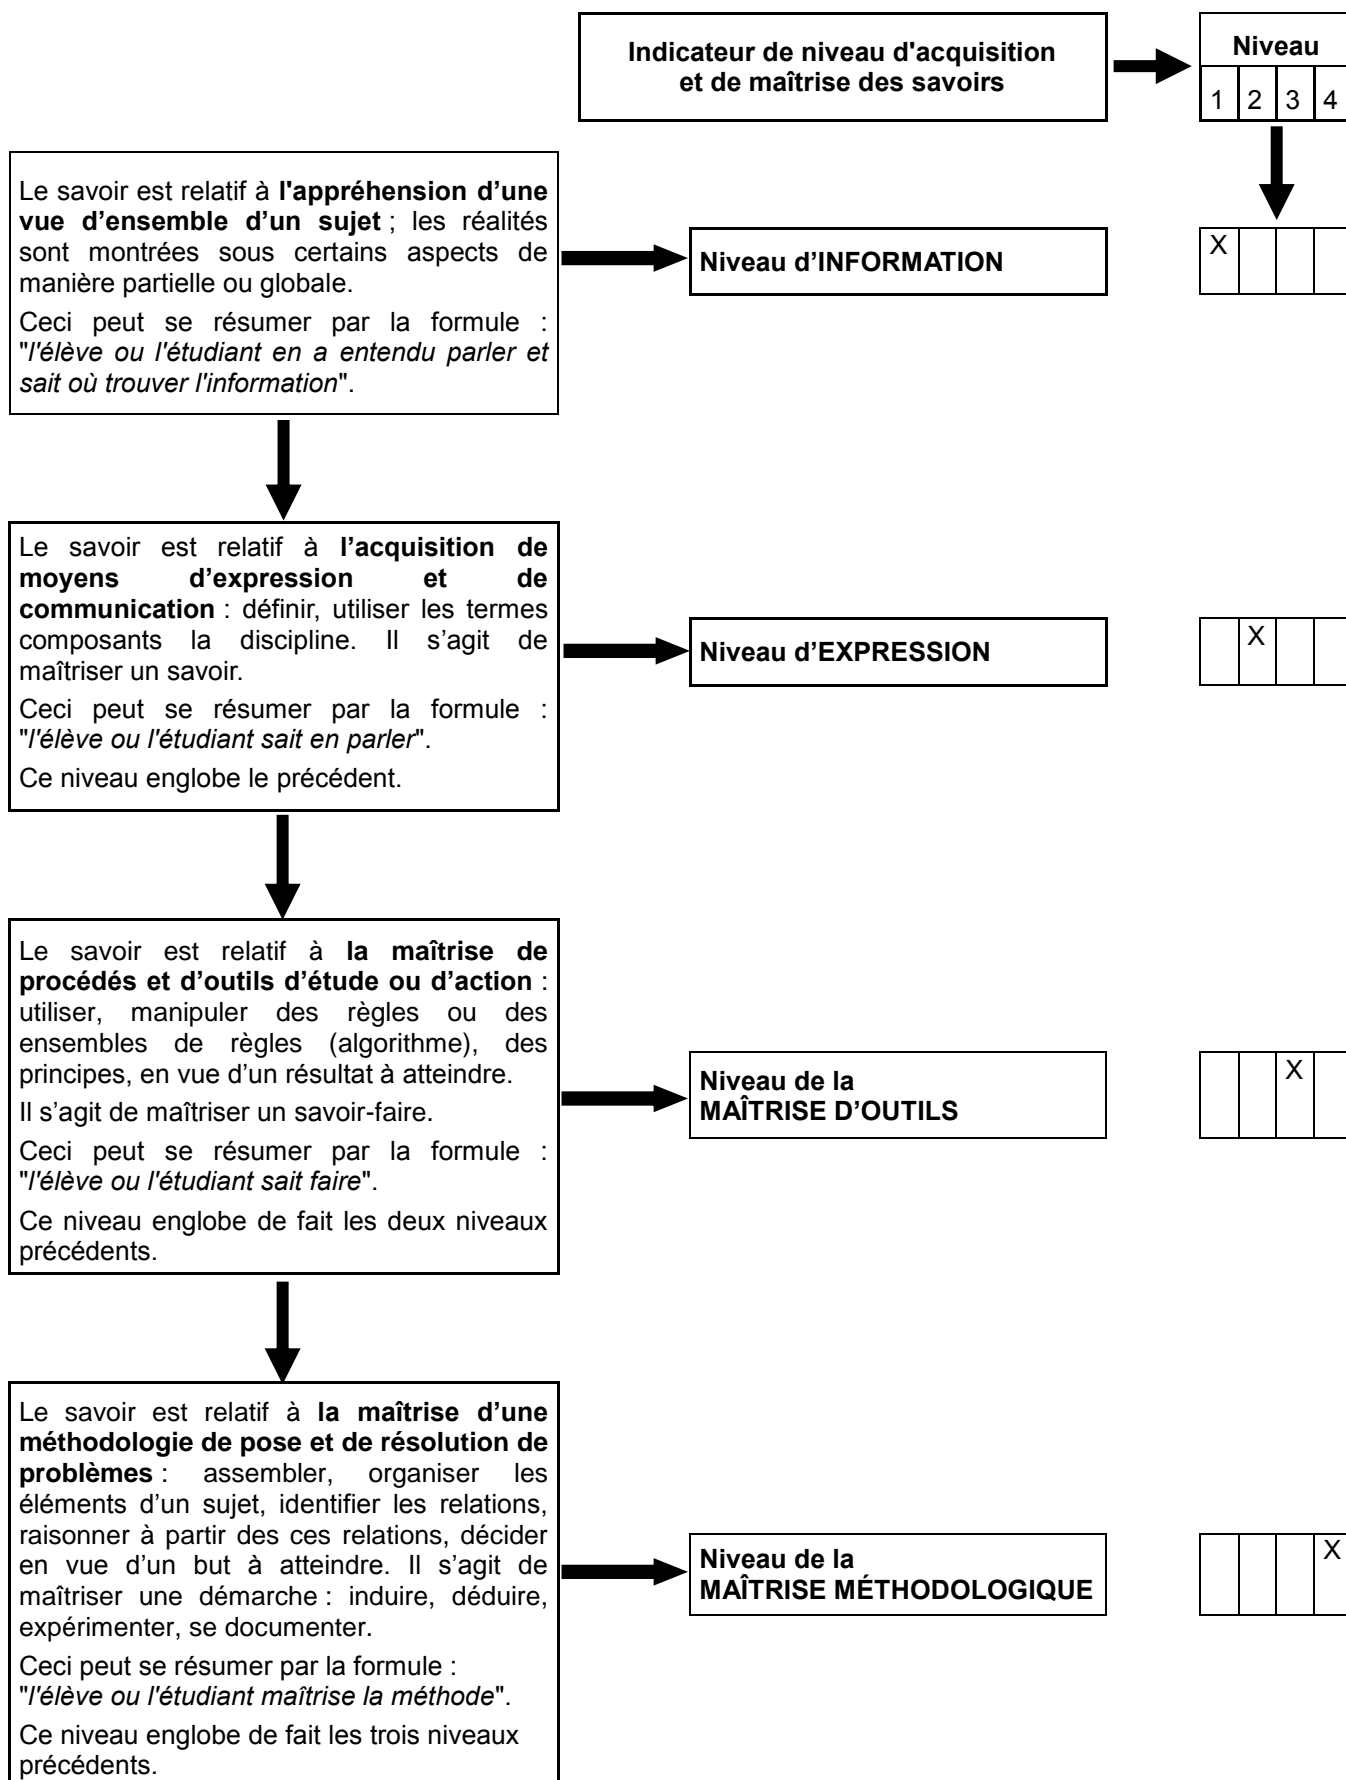 Indicateur de niveau d'acquisition
et de maîtrise des savoirs
Niveau
1 2 3 4
Le savoir est relatif à l'appréhension d’une
vue d’ensemble d’un sujet ; les réalités
sont montrées sous certains aspects de
manière partielle ou globale.
Ceci peut se résumer par la formule :
"l'élève ou l'étudiant en a entendu parler et
sait où trouver l'information".
Niveau d’INFORMATION
X
Le savoir est relatif à l’acquisition de
moyens d’expression et de
communication : définir, utiliser les termes
composants la discipline. Il s’agit de
maîtriser un savoir.
Ceci peut se résumer par la formule :
"l'élève ou l'étudiant sait en parler".
Ce niveau englobe le précédent.
Niveau d’EXPRESSION
X
Le savoir est relatif à la maîtrise de
procédés et d’outils d’étude ou d’action :
utiliser, manipuler des règles ou des
ensembles de règles (algorithme), des
principes, en vue d’un résultat à atteindre.
Il s’agit de maîtriser un savoir-faire.
Ceci peut se résumer par la formule :
"l'élève ou l'étudiant sait faire".
Ce niveau englobe de fait les deux niveaux
précédents.
Niveau de la
MAÎTRISE D’OUTILS
X
Le savoir est relatif à la maîtrise d’une
méthodologie de pose et de résolution de
problèmes : assembler, organiser les
éléments d’un sujet, identifier les relations,
raisonner à partir des ces relations, décider
en vue d’un but à atteindre. Il s’agit de
maîtriser une démarche : induire, déduire,
expérimenter, se documenter.
Ceci peut se résumer par la formule :
"l'élève ou l'étudiant maîtrise la méthode".
Ce niveau englobe de fait les trois niveaux
précédents.
Niveau de la
MAÎTRISE MÉTHODOLOGIQUE
X